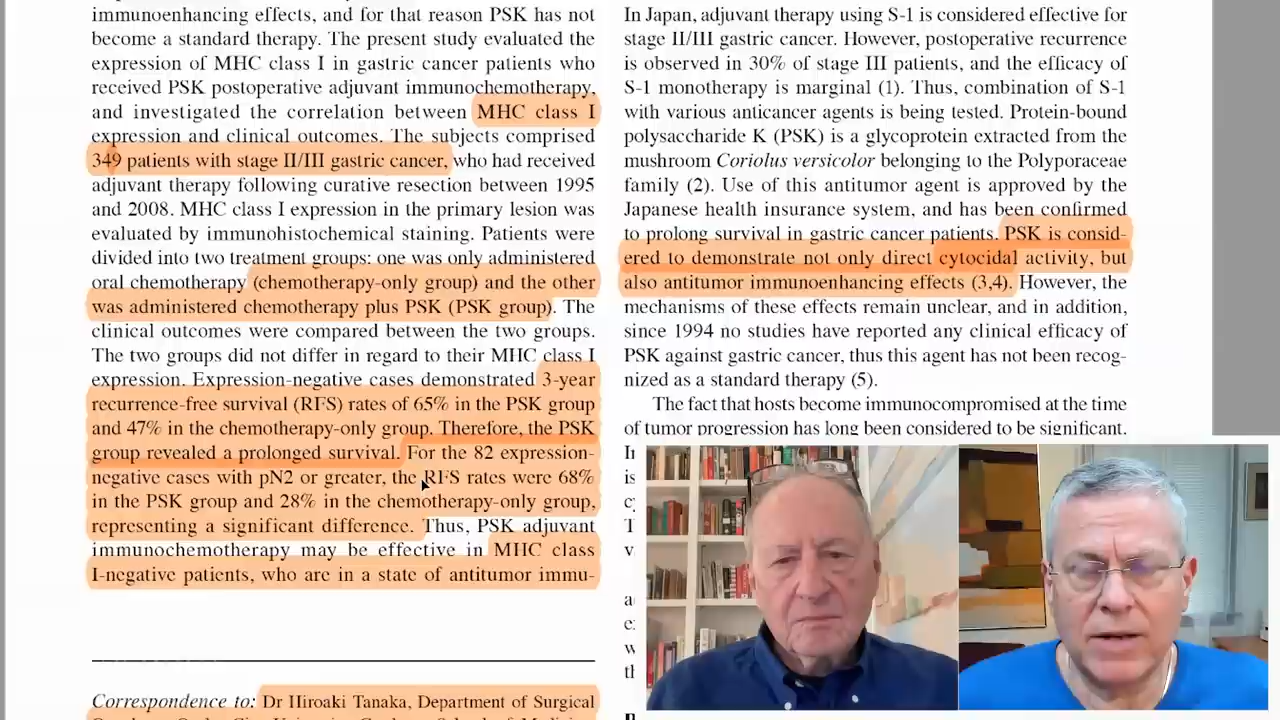 immunoenhancing effects, and for that reason PSK has not
become a standard therapy. The present study evaluated the
expression of MHC class I in gastric cancer patients who
received PSK postoperative adjuvant immunochemotherapy,
and investigated the correlation between MHC class I
expression and clinical outcomes. The subjects comprised
349 patients with stage II/III gastric cancer, who had received
adjuvant therapy following curative resection between 1995
and 2008. MHC class I expression in the primary lesion was
evaluated by immunohistochemical staining. Patients were
divided into two treatment groups: one was only administered
oral chemotherapy (chemotherapy-only group) and the other
was administered chemotherapy plus PSK (PSK group). The
clinical outcomes were compared between the two groups.
The two groups did not differ in regard to their MHC class I
expression. Expression-negative cases demonstrated 3-year
recurrence-free survival (RFS) rates of 65% in the PSK group
and 47% in the chemotherapy-only group. Therefore, the PSK
group revealed a prolonged survival. For the 82 expression-
negative cases with pN2 or greater, the RFS rates were 68%
in the PSK group and 28% in the chemotherapy-only group,
representing a significant difference. Thus, PSK adjuvant
immunochemotherapy may be effective in MHC class
I-negative patients, who are in a state of antitumor immu-
Correspondence to: Dr Hiroaki Tanaka, Department of Surgical
In Japan, adjuvant therapy using S-1 is considered effective for
stage II/III gastric cancer. However, postoperative recurrence
is observed in 30% of stage III patients, and the efficacy of
S-1 monotherapy is marginal (1). Thus, combination of S-1
with various anticancer agents is being tested. Protein-bound
polysaccharide K (PSK) is a glycoprotein extracted from the
mushroom Coriolus versicolor belonging to the Polyporaceae
family (2). Use of this antitumor agent is approved by the
Japanese health insurance system, and has been confirmed
to prolong survival in gastric cancer patients. PSK is consid-
ered to demonstrate not only direct cytocidal activity, but
also antitumor immunoenhancing effects (3,4). However, the
mechanisms of these effects remain unclear, and in addition,
since 1994 no studies have reported any clinical efficacy of
PSK against gastric cancer, thus this agent has not been recog-
nized as a standard therapy (5).
The fact that hosts become immunocompromised at the time
of tumor progression has long been considered to be significant.